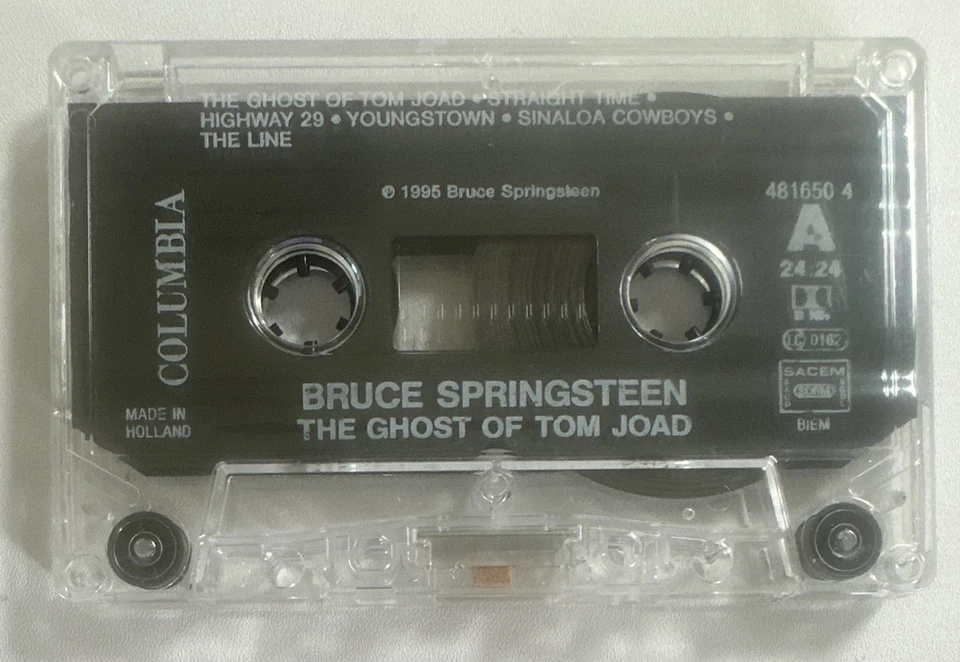 THE GHOST OF TOM JOAD • STRAIGHT TIME •
HIGHWAY 29 • YOUNGSTOWN • SINALOA COWBOYS •
THE LINE
℗ 1995 Bruce Springsteen
481650 4
A
24:24
COLUMBIA
LC 0162
SACEM
BIEM
BRUCE SPRINGSTEEN
THE GHOST OF TOM JOAD
MADE IN
HOLLAND